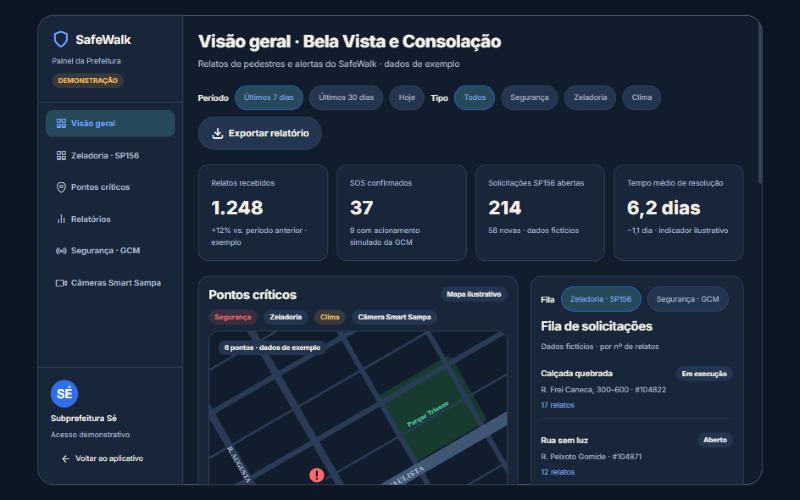 SafeWalk
Painel da Prefeitura
DEMONSTRAÇÃO
Visão geral
Zeladoria · SP156
Pontos críticos
Relatórios
Segurança · GCM
Câmeras Smart Sampa
SÉ
Subprefeitura Sé
Acesso demonstrativo
← Voltar ao aplicativo
Visão geral · Bela Vista e Consolação
Relatos de pedestres e alertas do SafeWalk · dados de exemplo
Período Últimos 7 dias Últimos 30 dias Hoje Tipo Todos Segurança Zeladoria Clima
Exportar relatório
Relatos recebidos
1.248
+12% vs. período anterior ·
exemplo
SOS confirmados
37
9 com acionamento
simulado da GCM
Solicitações SP156 abertas
214
58 novas · dados fictícios
Tempo médio de resolução
6,2 dias
−1,1 dia · indicador ilustrativo
Pontos críticos
Mapa ilustrativo
Segurança Zeladoria Clima Câmera Smart Sampa
6 pontos · dados de exemplo
Parque Trianon
R. AUGUSTA
AULISTA
Fila Zeladoria · SP156 Segurança · GCM
Fila de solicitações
Dados fictícios · por nº de relatos
Calçada quebrada
Em execução
R. Frei Caneca, 300–600 · #104822
17 relatos
Rua sem luz
Aberto
R. Peixoto Gomide · #104871
12 relatos